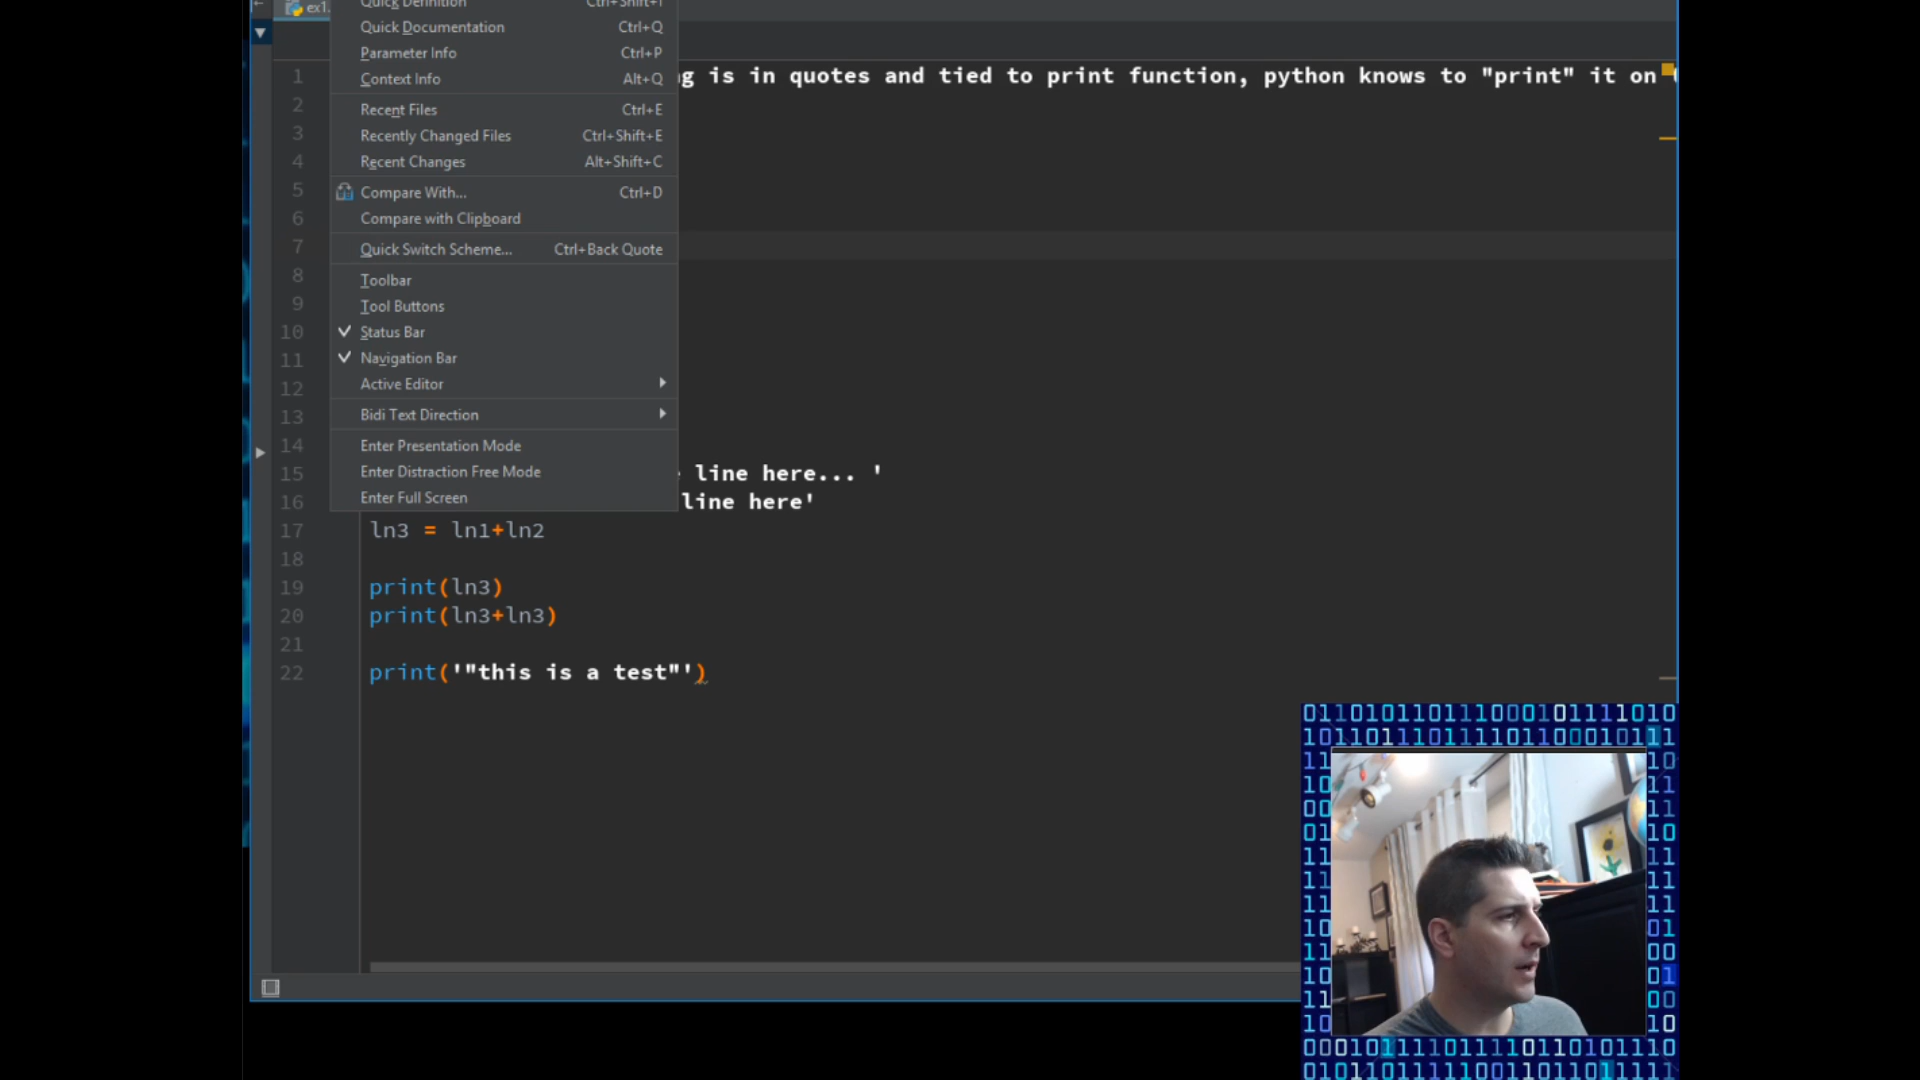 ex1.
Quick Definition Ctrl+Shift+I
Quick Documentation Ctrl+Q
Parameter Info Ctrl+P
Context Info Alt+Q
Recent Files Ctrl+E
Recently Changed Files Ctrl+Shift+E
Recent Changes Alt+Shift+C
Compare With... Ctrl+D
Compare with Clipboard
Quick Switch Scheme... Ctrl+Back Quote
Toolbar
Tool Buttons
Status Bar
Navigation Bar
Active Editor
Bidi Text Direction
Enter Presentation Mode
Enter Distraction Free Mode
Enter Full Screen
1 g is in quotes and tied to print function, python knows to "print" it on
2
3
4
5
6
7
8
9
10
11
12
13
14
15 line here... '
16 line here'
17 ln3 = ln1+ln2
18
19 print(ln3)
20 print(ln3+ln3)
21
22 print('"this is a test"')